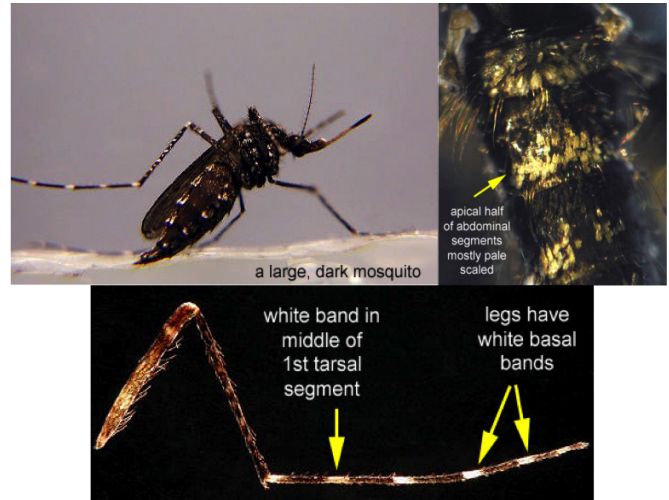 a large, dark mosquito
apical half
of abdominal
segments
mostly pale
scaled
white band in
middle of
1st tarsal
segment
legs have
white basal
bands